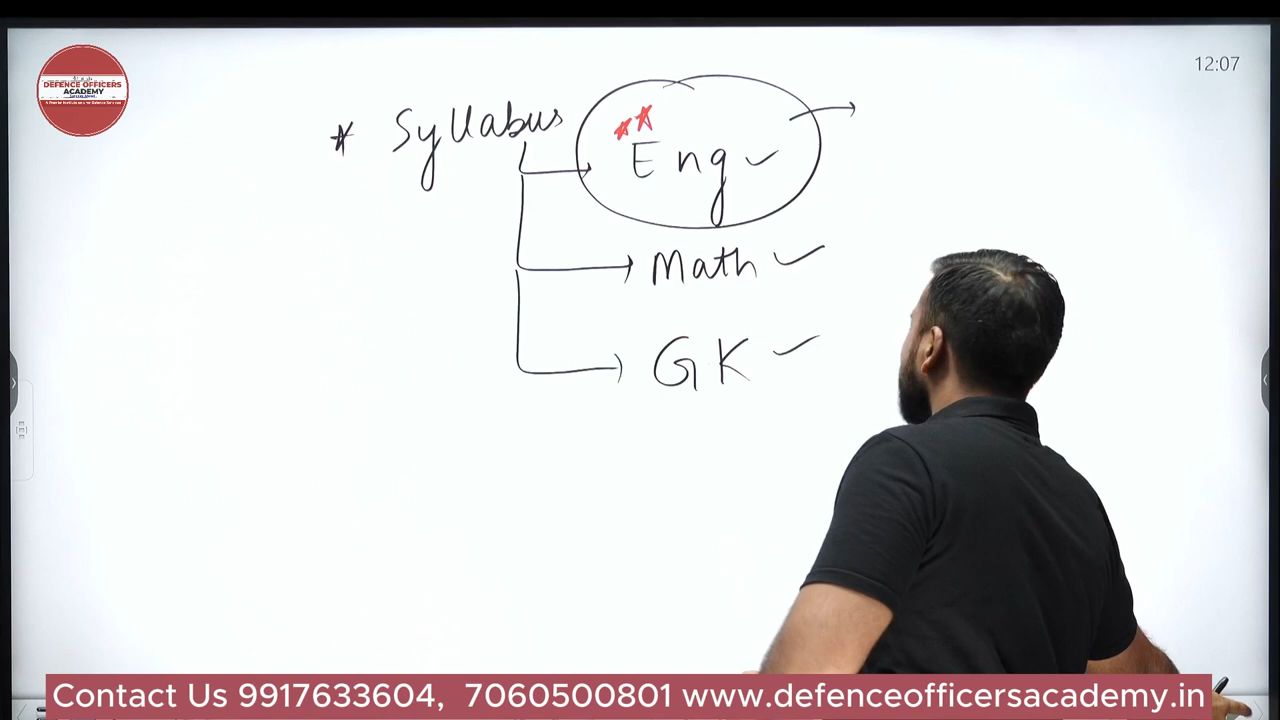 12:07
DEFENCE OFFICERS
ACADEMY
* Syllabus
Eng ✓
Math ✓
GK ✓
Contact Us 9917633604, 7060500801 www.defenceofficersacademy.in